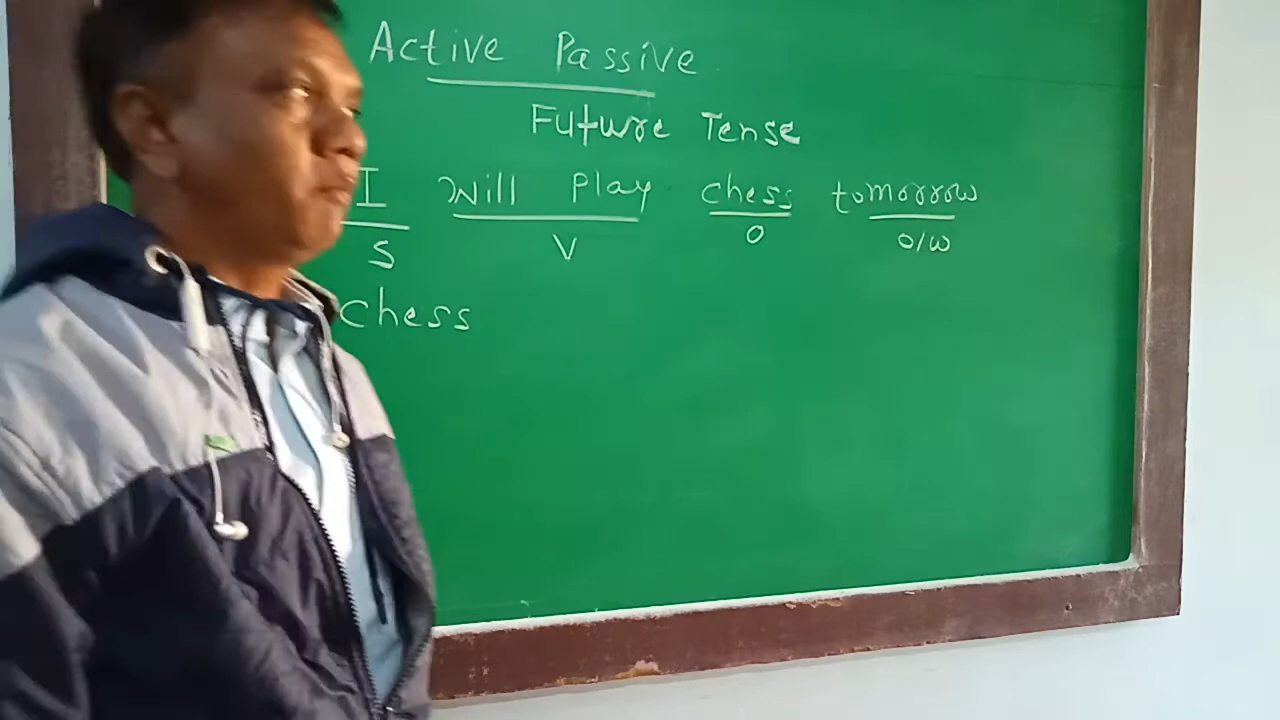 Active Passive
Future Tense
I will Play chess tomorrow
S V O O/W
Chess